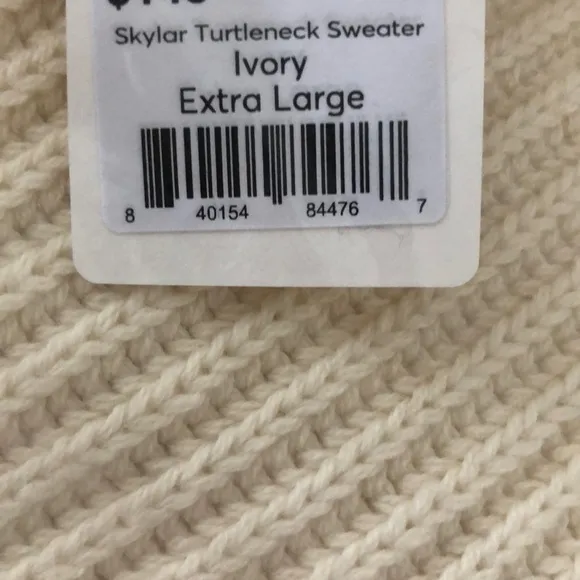 Skylar Turtleneck Sweater
Ivory
Extra Large
8 40154 84476 7